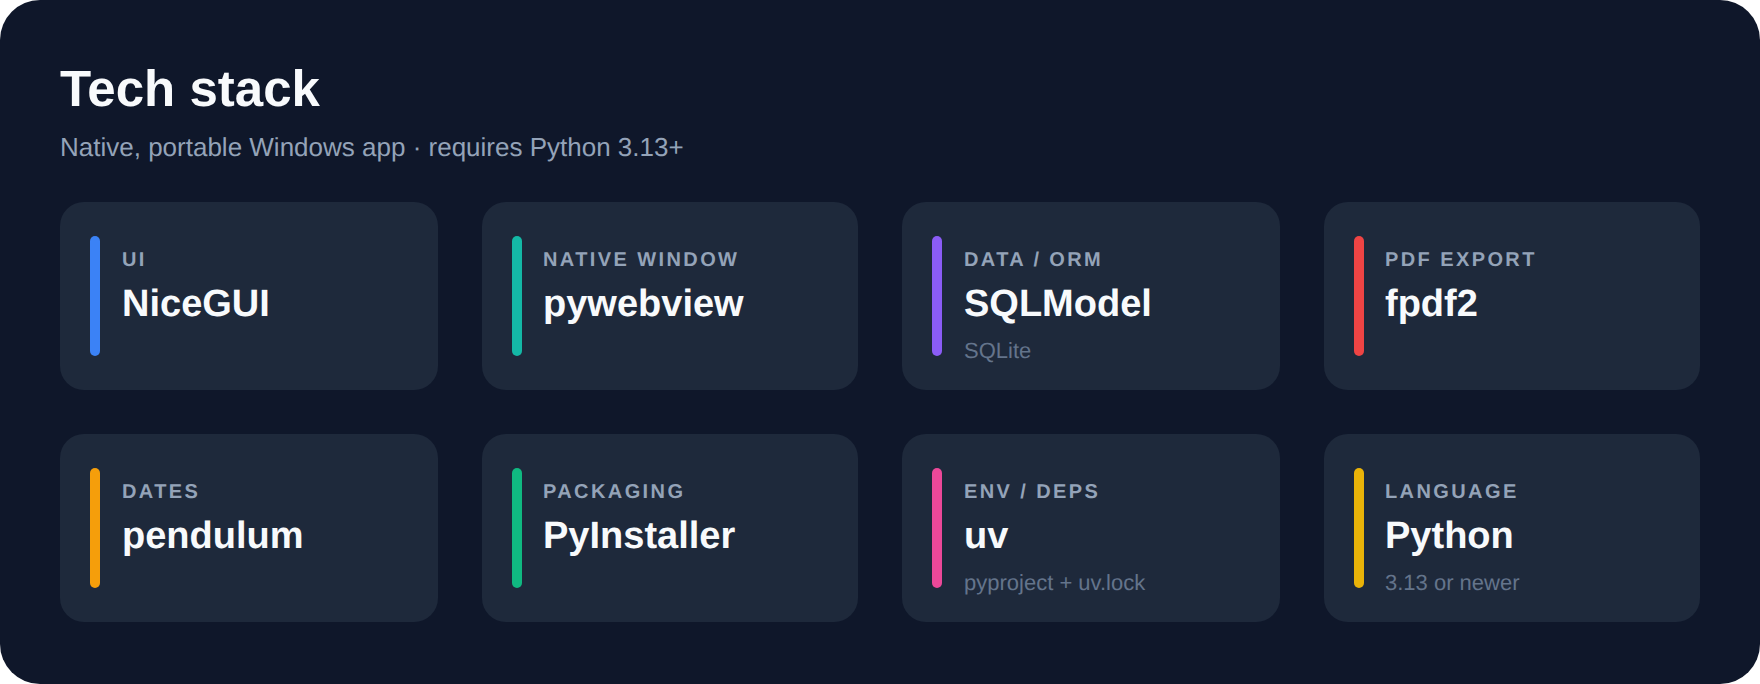 Tech stack
Native, portable Windows app · requires Python 3.13+
UI
NiceGUI
NATIVE WINDOW
pywebview
DATA / ORM
SQLModel
SQLite
PDF EXPORT
fpdf2
DATES
pendulum
PACKAGING
PyInstaller
ENV / DEPS
uv
pyproject + uv.lock
LANGUAGE
Python
3.13 or newer